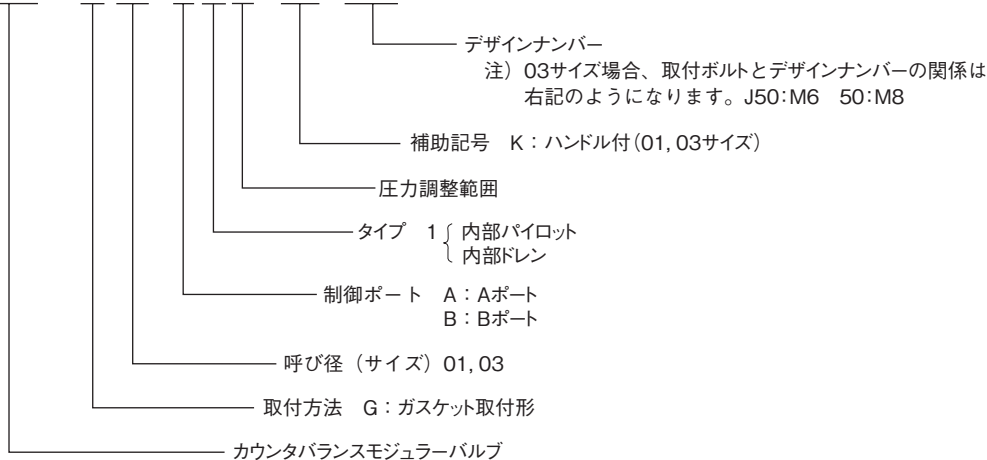 デザインナンバー
注）03サイズ場合、取付ボルトとデザインナンバーの関係は
右記のようになります。J50：M6　50：M8
補助記号　K：ハンドル付（01, 03サイズ）
圧力調整範囲
タイプ　1｛内部パイロット
内部ドレン
制御ポート　A：Aポート
B：Bポート
呼び径（サイズ）01, 03
取付方法　G：ガスケット取付形
カウンタバランスモジュラーバルブ